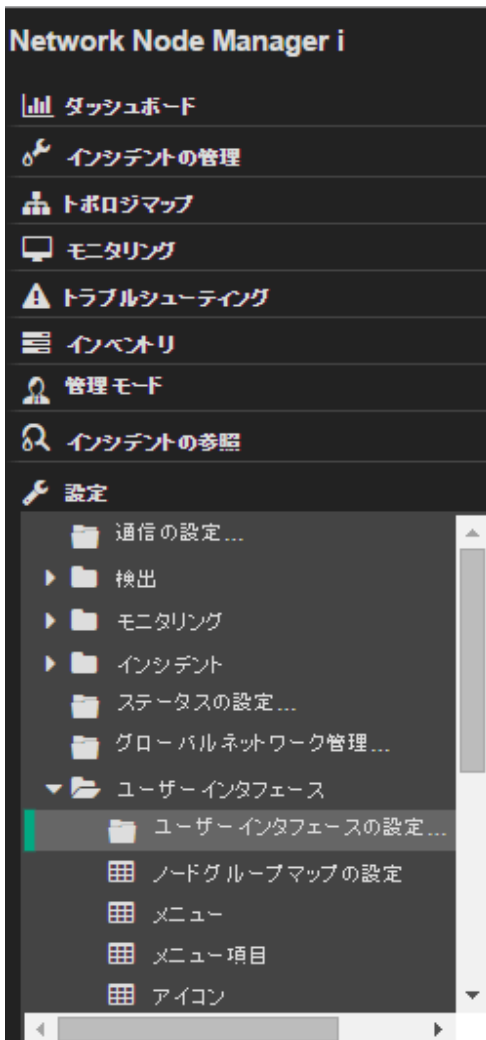 Network Node Manager i
ダッシュボード
インシデントの管理
トポロジマップ
モニタリング
トラブルシューティング
インベントリ
管理モード
インシデントの参照
設定
通信の設定...
検出
モニタリング
インシデント
ステータスの設定...
グローバルネットワーク管理...
ユーザーインタフェース
ユーザーインタフェースの設定...
ノードグループマップの設定
メニュー
メニュー項目
アイコン